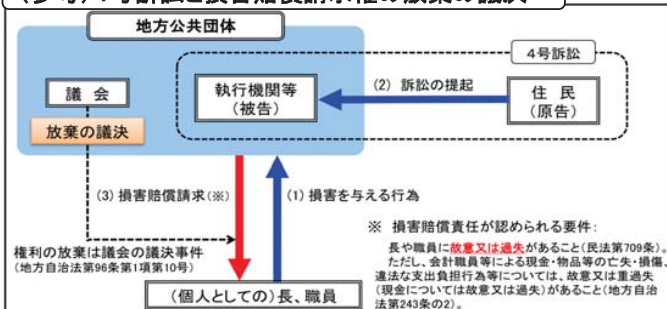 (参考)4号訴訟と損害賠償請求権の放棄の議決
地方公共団体
4号訴訟
議 会
放棄の議決
執行機関等
(被告)
(2) 訴訟の提起
住 民
(原告)
(3) 損害賠償請求(※)
(1) 損害を与える行為
権利の放棄は議会の議決事件
(地方自治法第96条第1項第10号)
(個人としての)長、職員
※ 損害賠償責任が認められる要件:
長や職員に故意又は過失があること(民法第709条)。
ただし、会計職員等による現金・物品等の亡失・損傷、
違法な支出負担行為等については、故意又は重過失
(現金については故意又は過失)があること(地方自治
法第243条の2)。